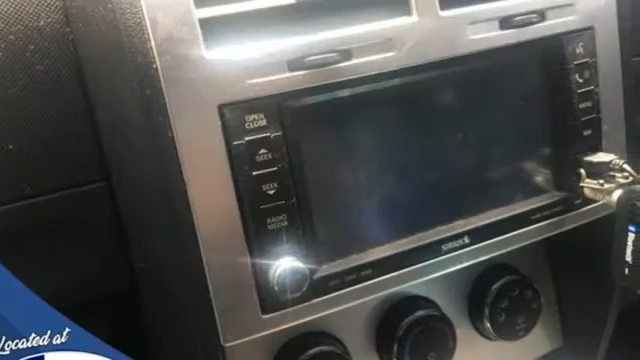 OPEN
CLOSE
SEEK
SEEK
RADIO
MEDIA
MENU
SIRIUS
Located at